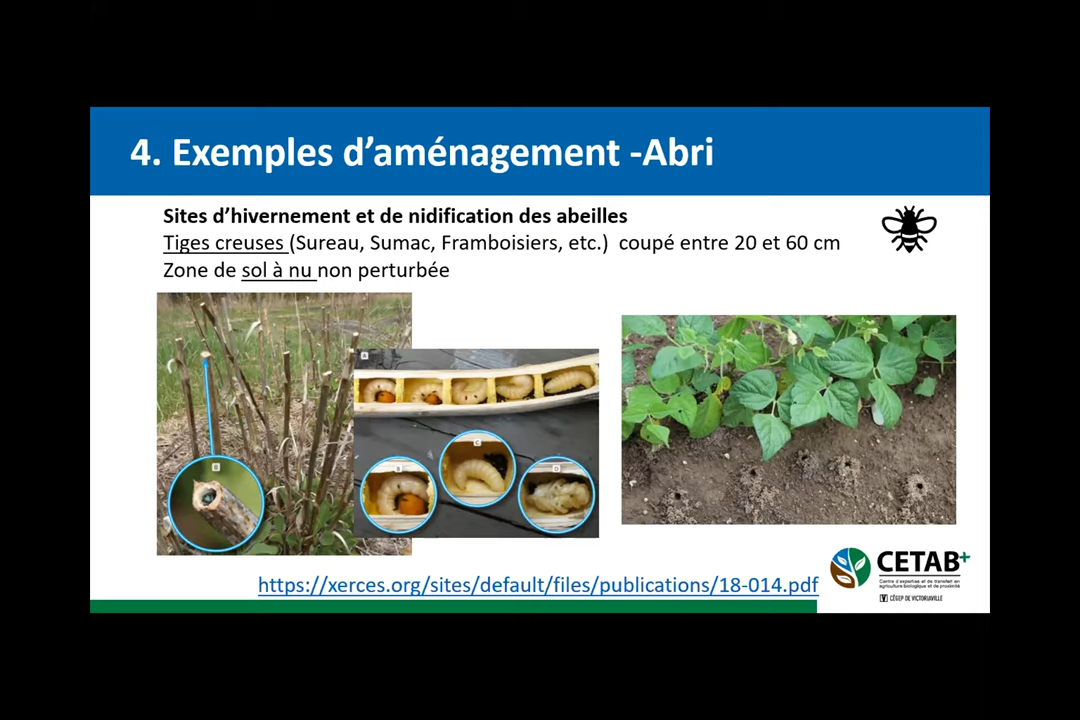 4. Exemples d'aménagement -Abri
Sites d'hivernement et de nidification des abeilles
Tiges creuses (Sureau, Sumac, Framboisiers, etc.) coupé entre 20 et 60 cm
Zone de sol à nu non perturbée
A
B
C
B
D
https://xerces.org/sites/default/files/publications/18-014.pdf
CETAB+
Centre d'expertise et de transfert en
agriculture biologique et de proximité
CÉGEP DE VICTORIAVILLE